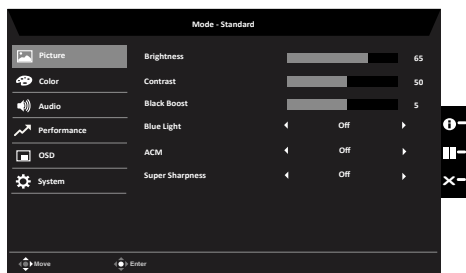 Mode - Standard
Picture
Brightness 65
Color
Contrast 50
Audio
Black Boost 5
Performance
Blue Light Off
OSD
ACM Off
System
Super Sharpness Off
Move Enter